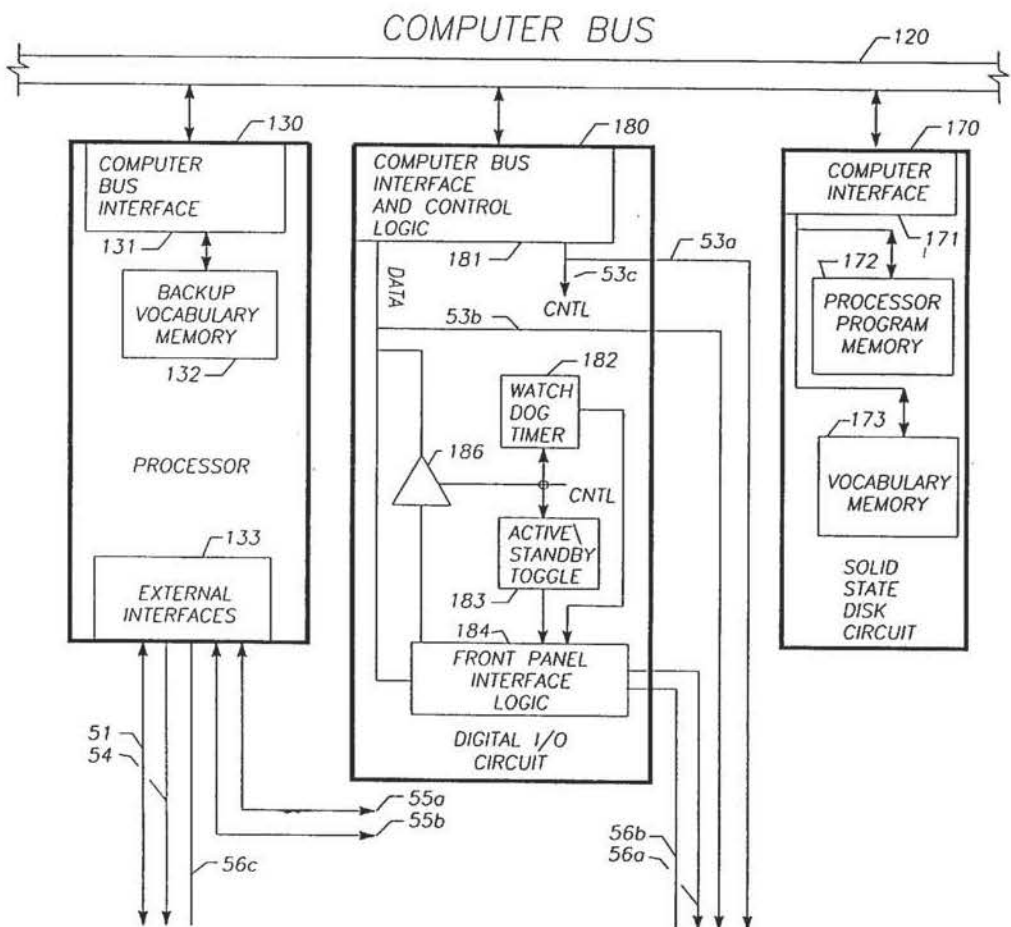 COMPUTER BUS
120
130
COMPUTER
BUS
INTERFACE
131
BACKUP
VOCABULARY
MEMORY
132
PROCESSOR
133
EXTERNAL
INTERFACES
51
54
56c
55a
55b
180
COMPUTER BUS
INTERFACE
AND CONTROL
LOGIC
181
DATA
53c
CNTL
53a
53b
182
WATCH
DOG
TIMER
186
CNTL
ACTIVE\
STANDBY
TOGGLE
183
184
FRONT PANEL
INTERFACE
LOGIC
DIGITAL I/O
CIRCUIT
56b
56a
170
COMPUTER
INTERFACE
171
172
PROCESSOR
PROGRAM
MEMORY
173
VOCABULARY
MEMORY
SOLID
STATE
DISK
CIRCUIT